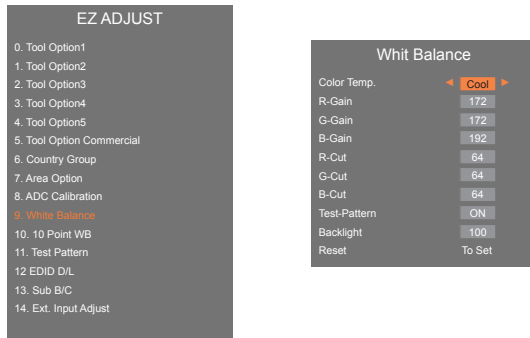 EZ ADJUST
0. Tool Option1
1. Tool Option2
2. Tool Option3
3. Tool Option4
4. Tool Option5
5. Tool Option Commercial
6. Country Group
7. Area Option
8. ADC Calibration
9. White Balance
10. 10 Point WB
11. Test Pattern
12 EDID D/L
13. Sub B/C
14. Ext. Input Adjust
Whit Balance
Color Temp. ◄ Cool ►
R-Gain 172
G-Gain 172
B-Gain 192
R-Cut 64
G-Cut 64
B-Cut 64
Test-Pattern ON
Backlight 100
Reset To Set